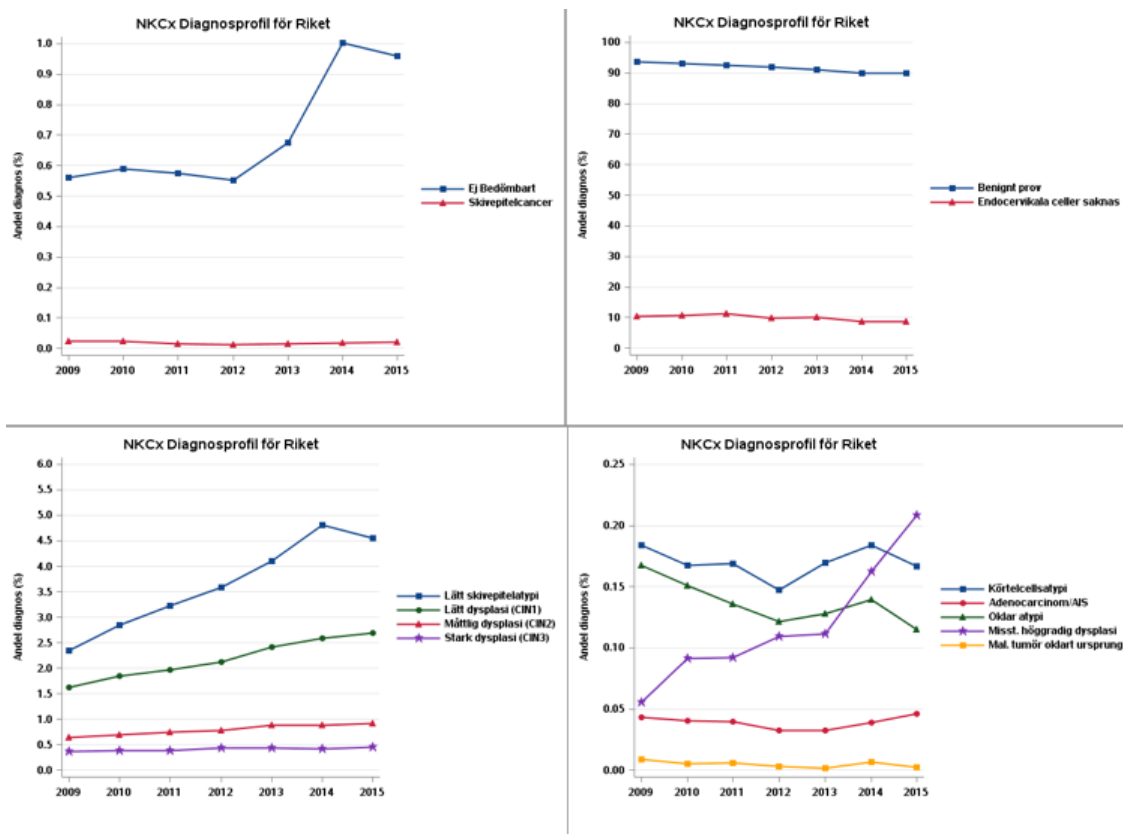 NKCx Diagnosprofil för Riket
1.0
0.9
0.8
0.7
0.6
0.5
0.4
0.3
0.2
0.1
0.0
Andel diagnos (%)
2009 2010 2011 2012 2013 2014 2015
Ej Bedömbart
Skivepitelcancer
NKCx Diagnosprofil för Riket
100
90
80
70
60
50
40
30
20
10
0
Andel diagnos (%)
2009 2010 2011 2012 2013 2014 2015
Benignt prov
Endocervikala celler saknas
NKCx Diagnosprofil för Riket
6.0
5.5
5.0
4.5
4.0
3.5
3.0
2.5
2.0
1.5
1.0
0.5
0.0
Andel diagnos (%)
2009 2010 2011 2012 2013 2014 2015
Lätt skivepitelatypi
Lätt dysplasi (CIN1)
Måttlig dysplasi (CIN2)
Stark dysplasi (CIN3)
NKCx Diagnosprofil för Riket
0.25
0.20
0.15
0.10
0.05
0.00
Andel diagnos (%)
2009 2010 2011 2012 2013 2014 2015
Körtelcellsatypi
Adenocarcinom/AIS
Oklar atypi
Misst. höggradig dysplasi
Mal. tumör oklart ursprung